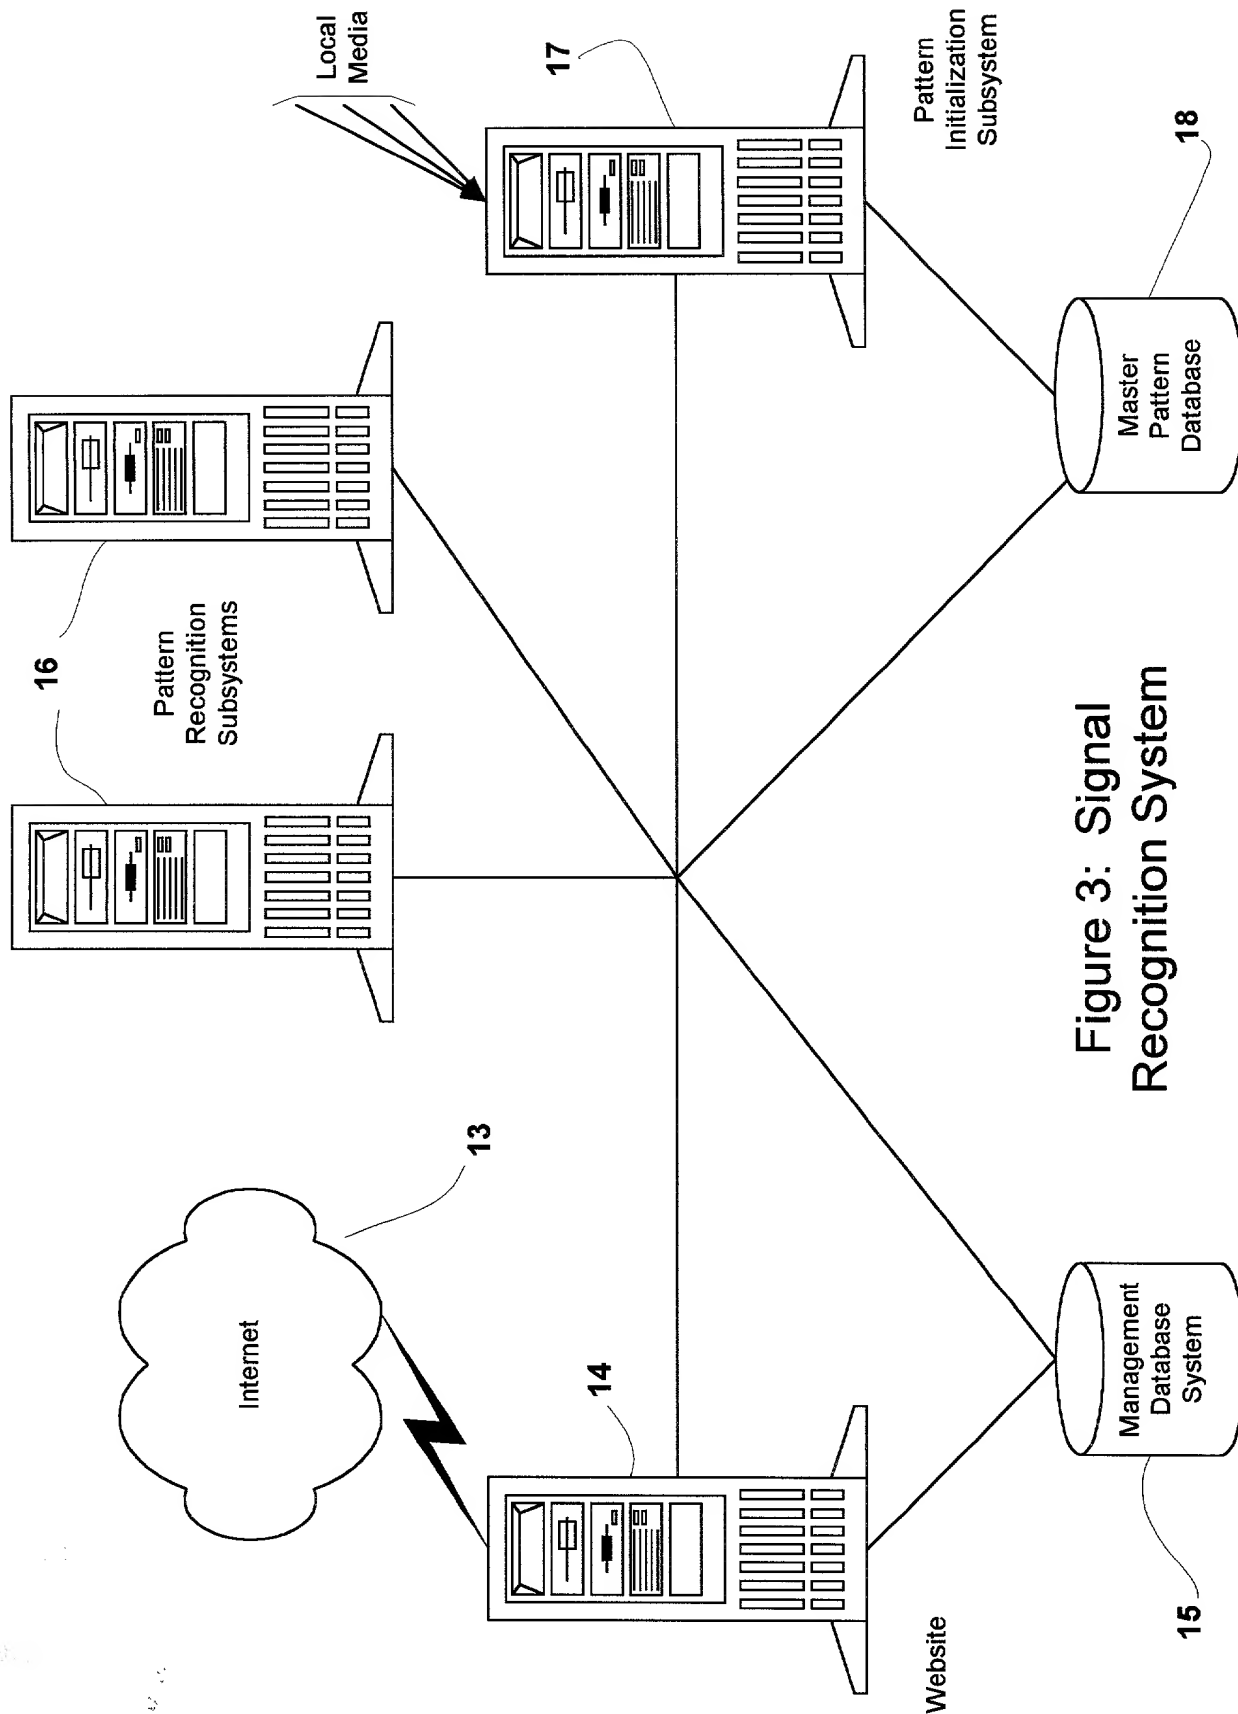 16
Pattern
Recognition
Subsystems
Local
Media
Internet
13
17
14
Website
Pattern
Initialization
Subsystem
15
Management
Database
System
Figure 3: Signal
Recognition System
Master
Pattern
Database
18